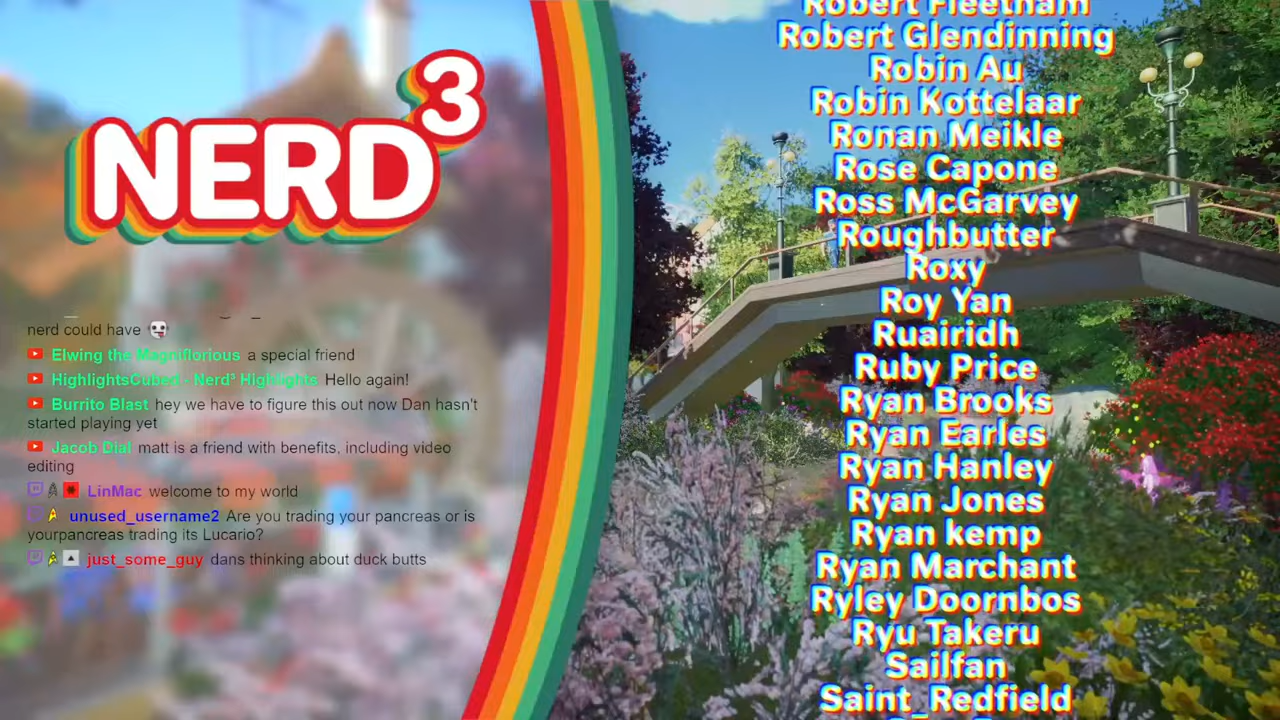 NERD³
nerd could have
Elwing the Magniflorious a special friend
HighlightsCubed - Nerd³ Highlights Hello again!
Burrito Blast hey we have to figure this out now Dan hasn't
started playing yet
Jacob Dial matt is a friend with benefits, including video
editing
LinMac welcome to my world
unused_username2 Are you trading your pancreas or is
yourpancreas trading its Lucario?
just_some_guy dans thinking about duck butts
Robert Fleetham
Robert Glendinning
Robin Au
Robin Kottelaar
Ronan Meikle
Rose Capone
Ross McGarvey
Roughbutter
Roxy
Roy Yan
Ruairidh
Ruby Price
Ryan Brooks
Ryan Earles
Ryan Hanley
Ryan Jones
Ryan kemp
Ryan Marchant
Ryley Doornbos
Ryu Takeru
Sailfan
Saint_Redfield